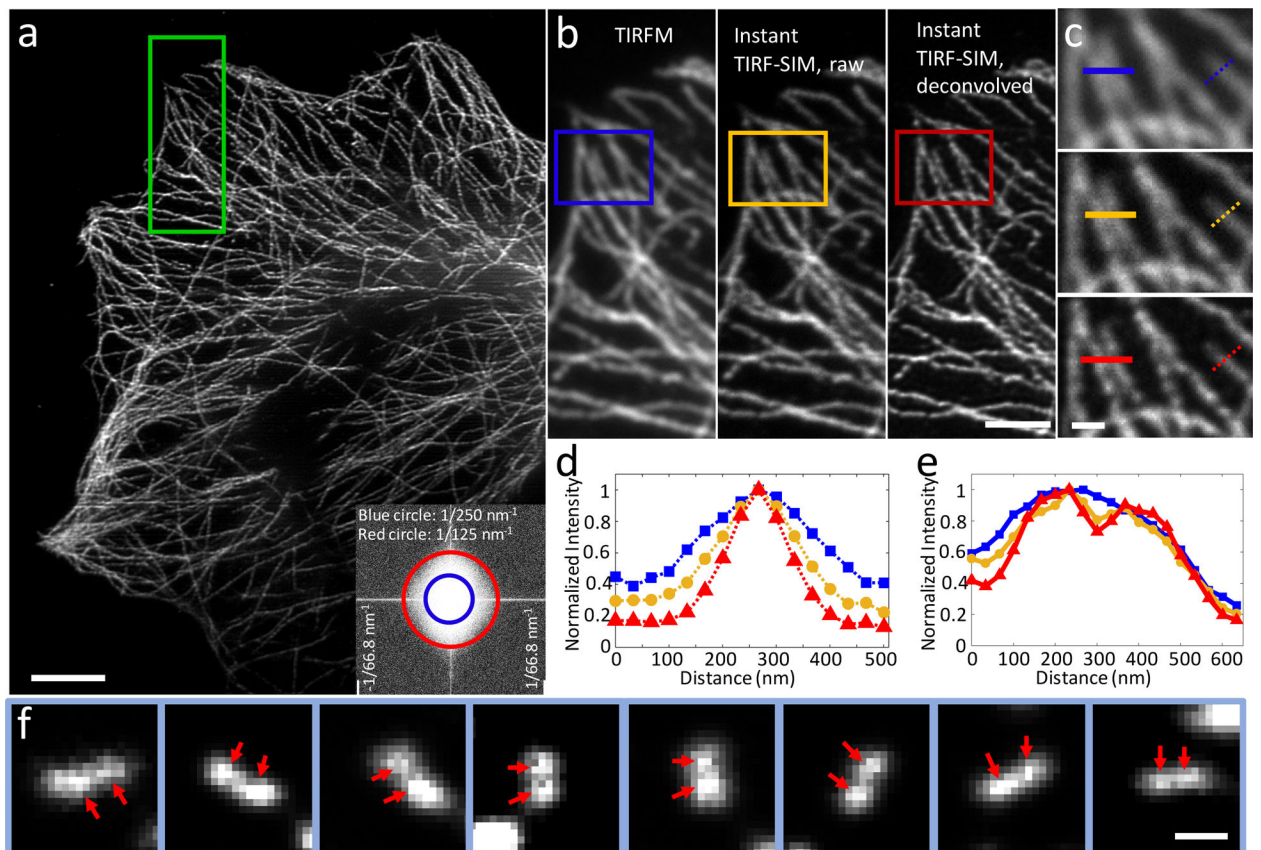 a
b
TIRFM
Instant
TIRF-SIM, raw
Instant
TIRF-SIM,
deconvolved
c
Blue circle: 1/250 nm-1
Red circle: 1/125 nm-1
-1/66.8 nm-1
1/66.8 nm-1
d
Normalized Intensity
1
0.8
0.6
0.4
0.2
0
0 100 200 300 400 500
Distance (nm)
e
Normalized Intensity
1
0.8
0.6
0.4
0.2
0
0 100 200 300 400 500 600
Distance (nm)
f